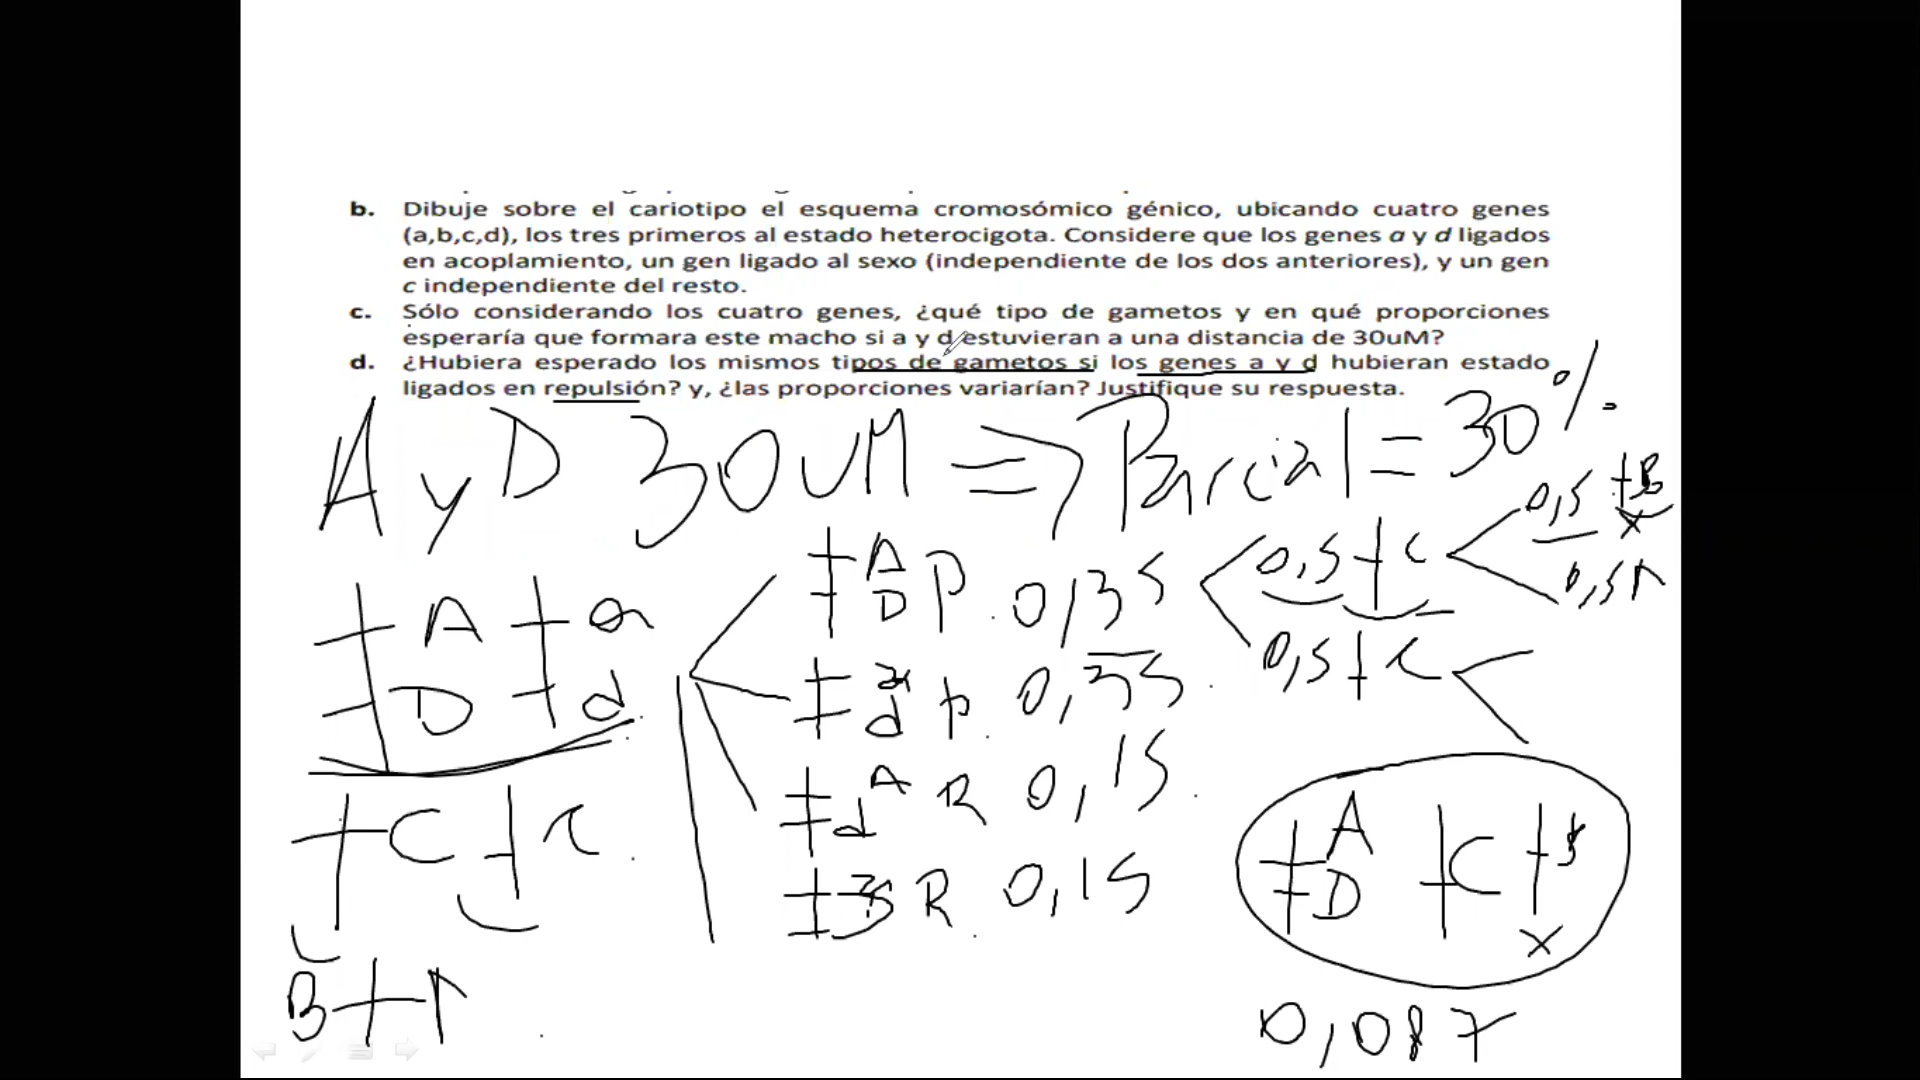 b. Dibuje sobre el cariotipo el esquema cromosómico génico, ubicando cuatro genes
(a,b,c,d), los tres primeros al estado heterocigota. Considere que los genes a y d ligados
en acoplamiento, un gen ligado al sexo (independiente de los dos anteriores), y un gen
c independiente del resto.
c. Sólo considerando los cuatro genes, ¿qué tipo de gametos y en qué proporciones
esperaría que formara este macho si a y d estuvieran a una distancia de 30uM?
d. ¿Hubiera esperado los mismos tipos de gametos si los genes a y d hubieran estado
ligados en repulsión? y, ¿las proporciones variarían? Justifique su respuesta.
A y D 30 uM => Parcial = 30%
0,5 B
x
A D P 0,35
0,5 C
0,5
A a
D d
d p 0,35
0,5 c
A d R 0,15
C c
R 0,15
A D C
x
B
0,087